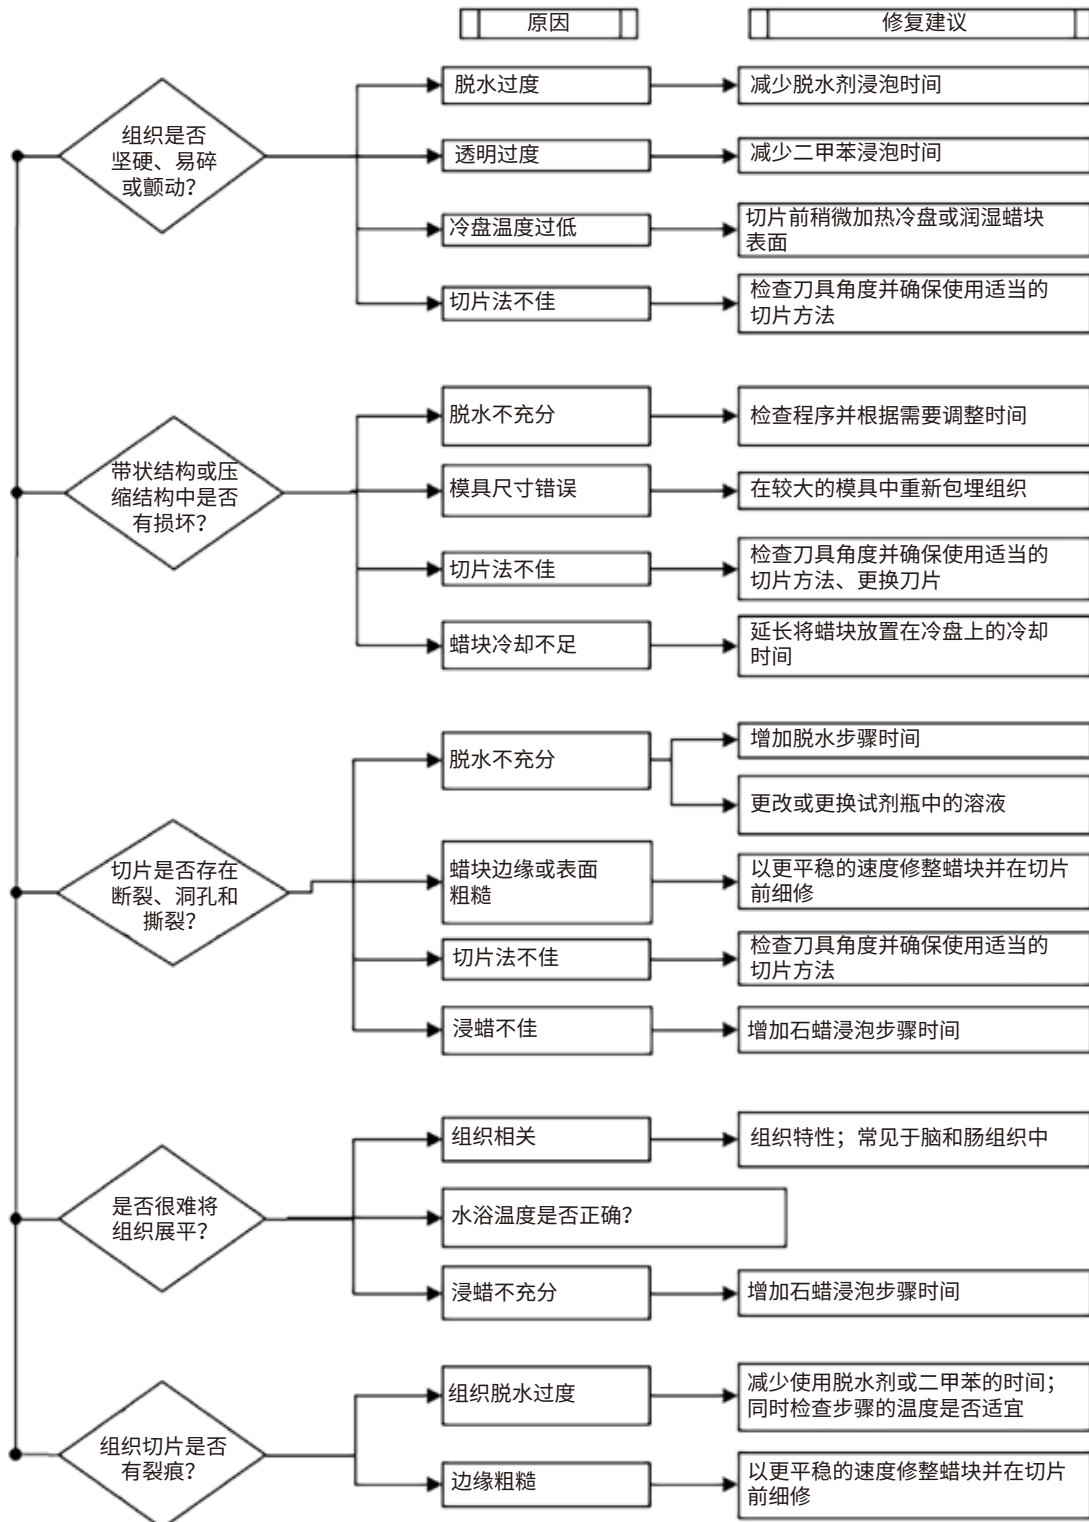 原因
修复建议
组织是否
坚硬、易碎
或颤动？
脱水过度
减少脱水剂浸泡时间
透明过度
减少二甲苯浸泡时间
冷盘温度过低
切片前稍微加热冷盘或润湿蜡块
表面
切片法不佳
检查刀具角度并确保使用适当的
切片方法
带状结构或压
缩结构中是否
有损坏？
脱水不充分
检查程序并根据需要调整时间
模具尺寸错误
在较大的模具中重新包埋组织
切片法不佳
检查刀具角度并确保使用适当的
切片方法、更换刀片
蜡块冷却不足
延长将蜡块放置在冷盘上的冷却
时间
切片是否存在
断裂、洞孔和
撕裂？
脱水不充分
增加脱水步骤时间
更改或更换试剂瓶中的溶液
蜡块边缘或表面
粗糙
以更平稳的速度修整蜡块并在切片
前细修
切片法不佳
检查刀具角度并确保使用适当的
切片方法
浸蜡不佳
增加石蜡浸泡步骤时间
是否很难将
组织展平？
组织相关
组织特性；常见于脑和肠组织中
水浴温度是否正确？
浸蜡不充分
增加石蜡浸泡步骤时间
组织切片是否
有裂痕？
组织脱水过度
减少使用脱水剂或二甲苯的时间；
同时检查步骤的温度是否适宜
边缘粗糙
以更平稳的速度修整蜡块并在切片
前细修